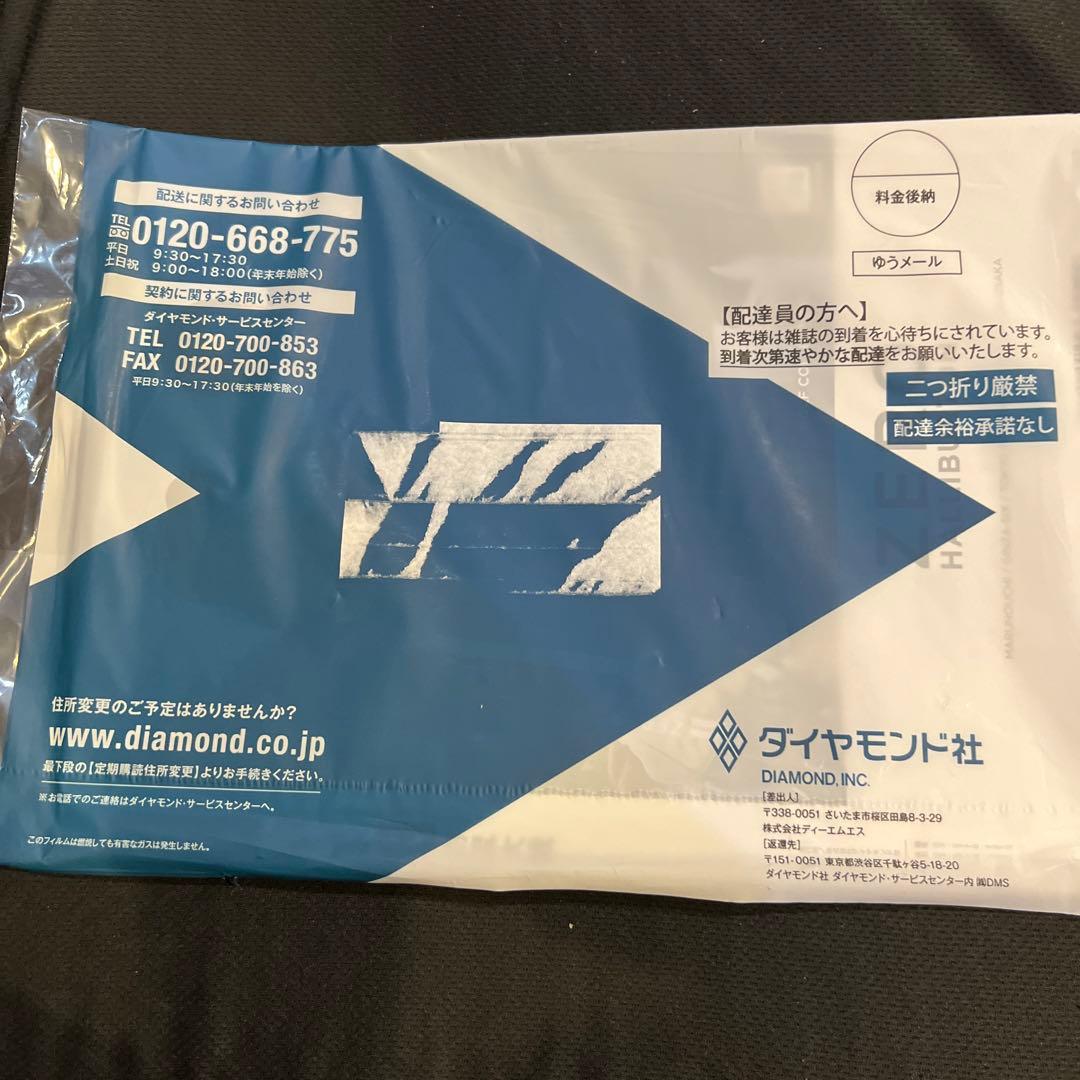 配送に関するお問い合わせ
TEL 0120-668-775
平日 9:30～17:30
土日祝 9:00～18:00(年末年始除く)
契約に関するお問い合わせ
ダイヤモンド・サービスセンター
TEL 0120-700-853
FAX 0120-700-863
平日9:30～17:30(年末年始を除く)
料金後納
ゆうメール
【配達員の方へ】
お客様は雑誌の到着を心待ちにされています。
到着次第速やかな配達をお願いいたします。
二つ折り厳禁
配達余裕承諾なし
住所変更のご予定はありませんか?
www.diamond.co.jp
最下段の【定期購読住所変更】よりお手続きください。
※お電話でのご連絡はダイヤモンド・サービスセンターへ。
このフィルムは燃焼しても有害なガスは発生しません。
ダイヤモンド社
DIAMOND, INC.
[差出人]
〒338-0051 さいたま市桜区田島8-3-29
株式会社ディーエムエス
[返還先]
〒151-0051 東京都渋谷区千駄ヶ谷5-18-20
ダイヤモンド社 ダイヤモンド・サービスセンター内 ㈱DMS